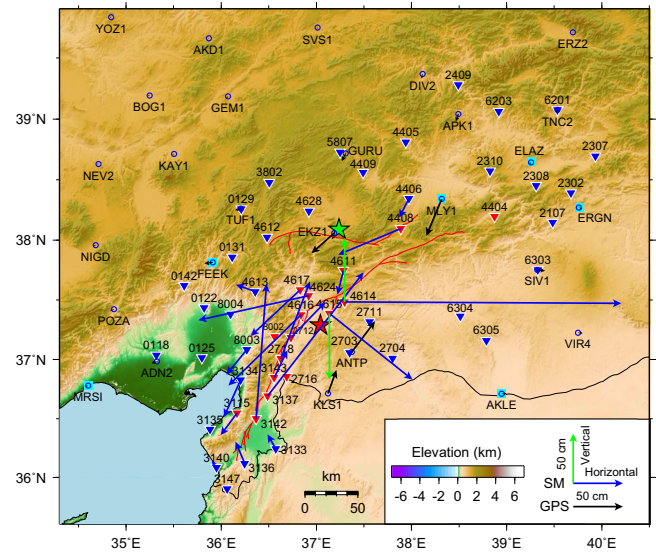 YOZ1
AKD1
SVS1
ERZ2
39°N
38°N
37°N
36°N
BOG1
GEM1
DIV2
2409
APK1
6203
6201
TNC2
NEV2
KAY1
3802
5807
GURU
4409
4405
2310
ELAZ
2307
2308
2302
0129
TUF1
4628
4406
MLY1
4408
4404
ERGN
2107
NIGD
4612
EKZ1
0131
FEEK
4611
6303
SIV1
0142
4613
4617
4624
4614
POZA
0122
8004
4616
4615
2711
6304
VIR4
0118
ADN2
0125
8003
3002
2712
2718
2703
ANTP
2704
6305
MRSI
3134
3143
2716
3137
KLS1
AKLE
3115
3135
3142
3133
3140
3136
3147
km
0 50
Elevation (km)
-6 -4 -2 0 2 4 6
50 cm
Vertical
Horizontal
SM
50 cm
GPS
35°E 36°E 37°E 38°E 39°E 40°E